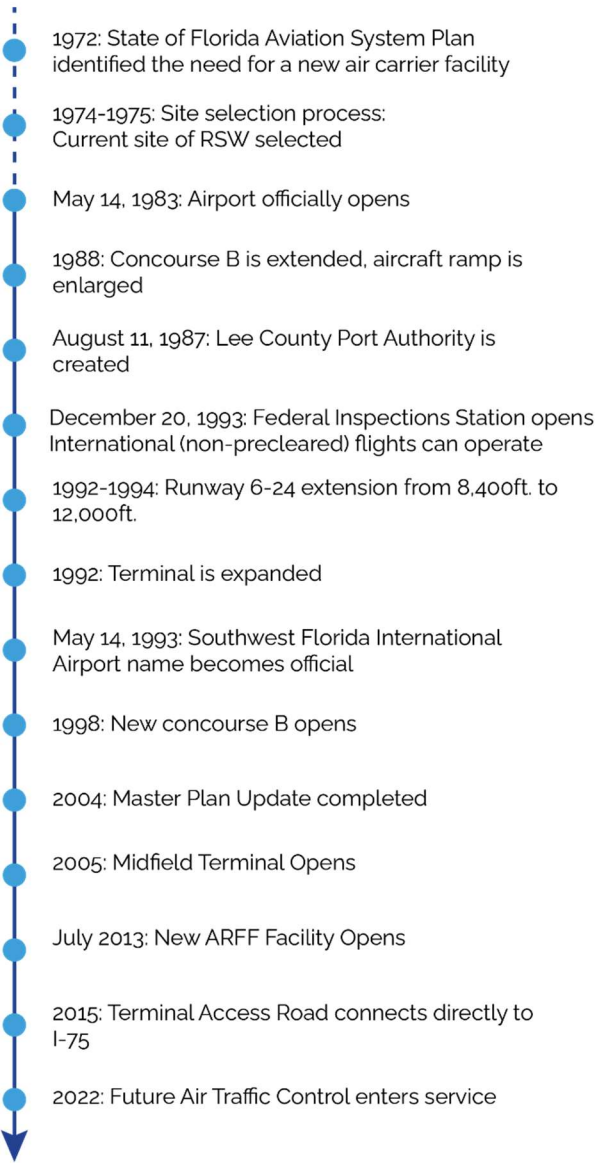 1972: State of Florida Aviation System Plan
identified the need for a new air carrier facility
1974-1975: Site selection process:
Current site of RSW selected
May 14, 1983: Airport officially opens
1988: Concourse B is extended, aircraft ramp is
enlarged
August 11, 1987: Lee County Port Authority is
created
December 20, 1993: Federal Inspections Station opens
International (non-precleared) flights can operate
1992-1994: Runway 6-24 extension from 8,400ft. to
12,000ft.
1992: Terminal is expanded
May 14, 1993: Southwest Florida International
Airport name becomes official
1998: New concourse B opens
2004: Master Plan Update completed
2005: Midfield Terminal Opens
July 2013: New ARFF Facility Opens
2015: Terminal Access Road connects directly to
I-75
2022: Future Air Traffic Control enters service